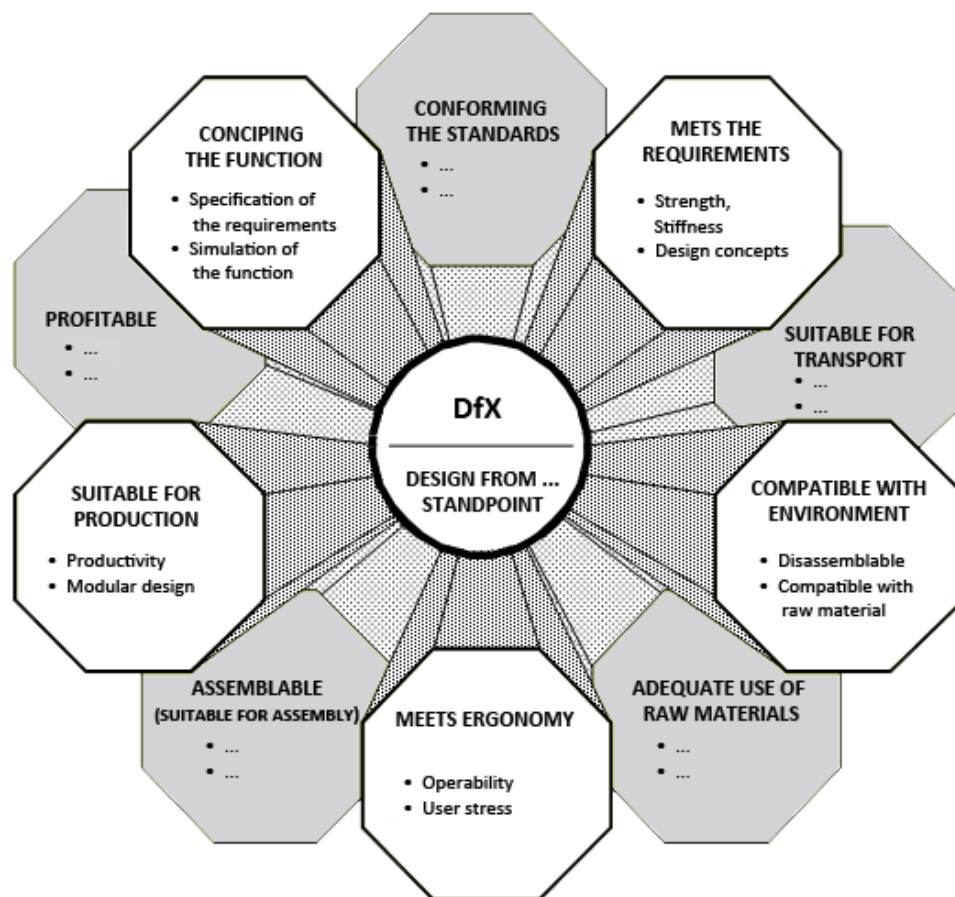 CONFORMING
THE STANDARDS
• ...
• ...
CONCIPING
THE FUNCTION
• Specification of
the requirements
• Simulation of
the function
METS THE
REQUIREMENTS
• Strength,
Stiffness
• Design concepts
PROFITABLE
• ...
• ...
SUITABLE FOR
TRANSPORT
• ...
• ...
DfX
DESIGN FROM ...
STANDPOINT
SUITABLE FOR
PRODUCTION
• Productivity
• Modular design
COMPATIBLE WITH
ENVIRONMENT
• Disassemblable
• Compatible with
raw material
ASSEMBLABLE
(SUITABLE FOR ASSEMBLY)
• ...
• ...
MEETS ERGONOMY
• Operability
• User stress
ADEQUATE USE OF
RAW MATERIALS
• ...
• ...